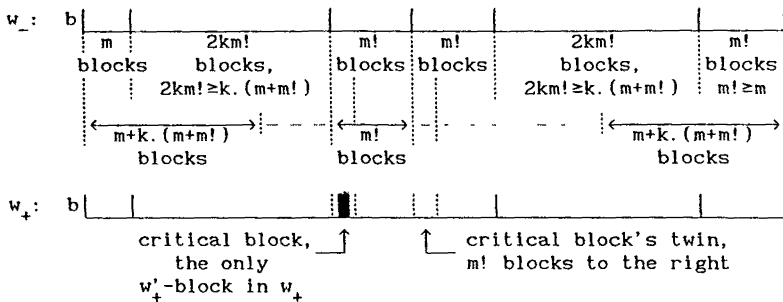 w_: b
m 2km! m! m! 2km! m!
blocks blocks, blocks blocks blocks, blocks
2km!≥k.(m+m!) 2km!≥k.(m+m!) m!≥m
m+k.(m+m!) m! m+k.(m+m!)
blocks blocks blocks
w+: b
critical block, critical block's twin,
the only m! blocks to the right
w'+-block in w+